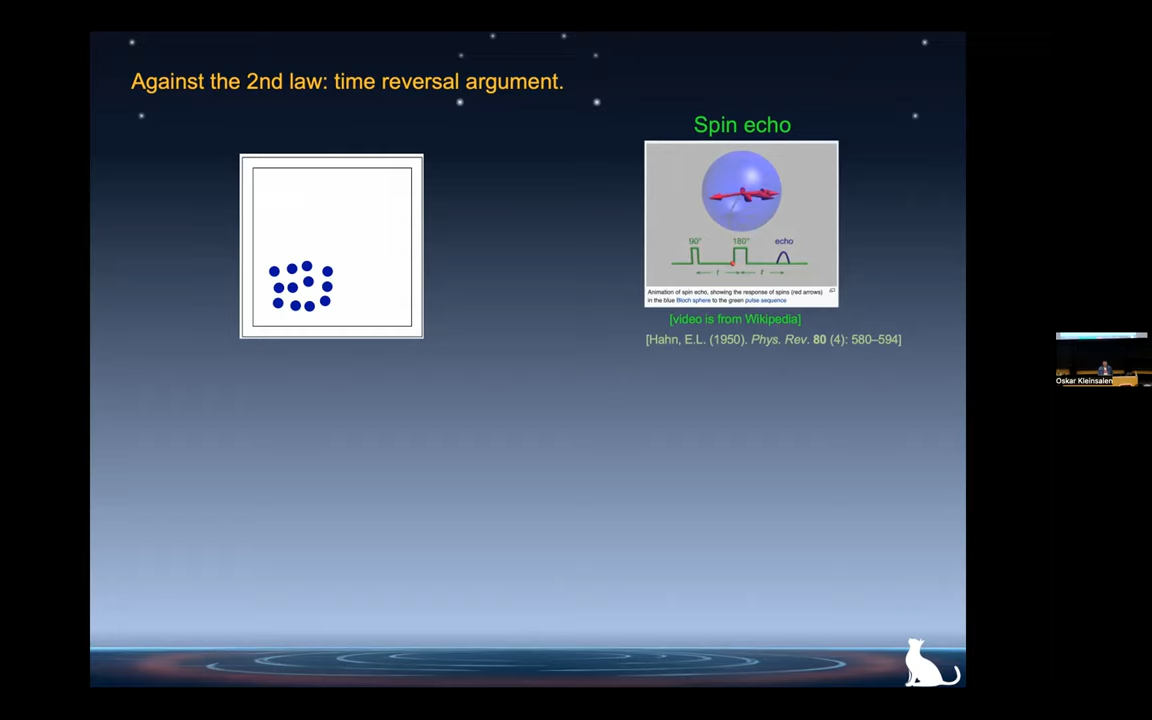 Against the 2nd law: time reversal argument.
Spin echo
90°
180°
echo
t
t
Animation of spin echo, showing the response of spins (red arrows)
in the blue Bloch sphere to the green pulse sequence
[video is from Wikipedia]
[Hahn, E.L. (1950). Phys. Rev. 80 (4): 580–594]
Oskar Kleinsalen